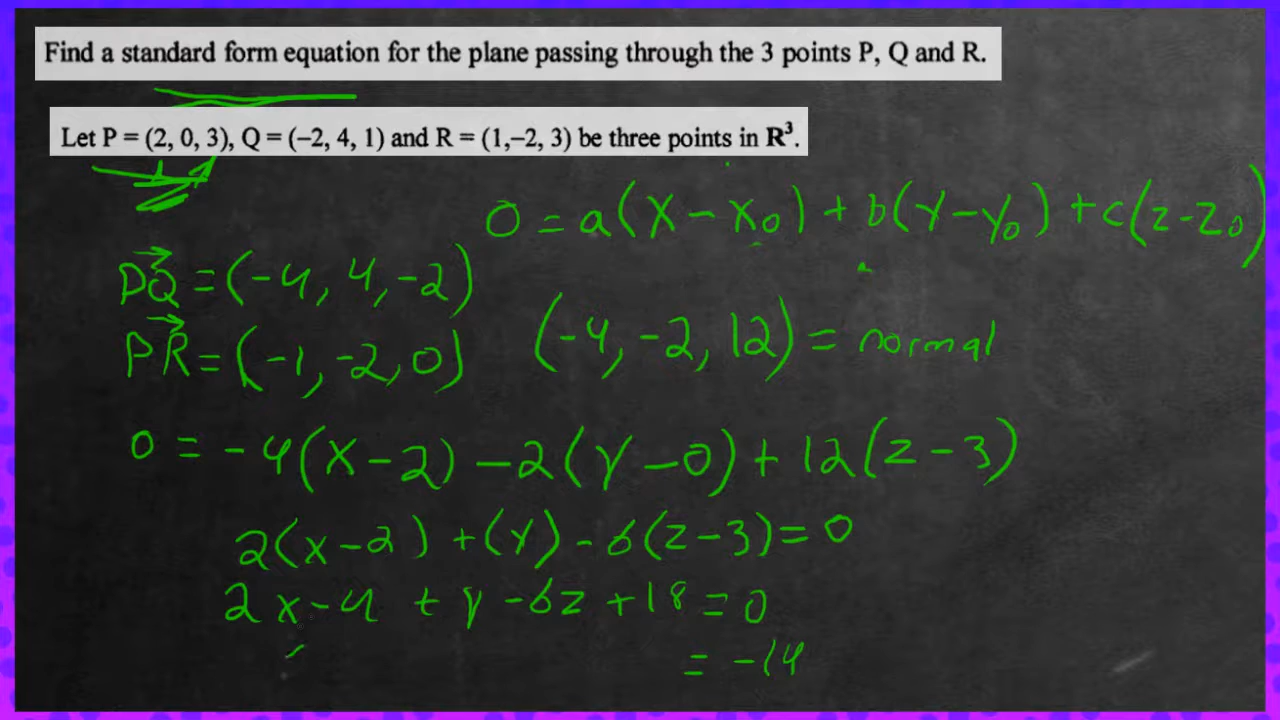 Find a standard form equation for the plane passing through the 3 points P, Q and R.
Let P = (2, 0, 3), Q = (–2, 4, 1) and R = (1,–2, 3) be three points in R³.
0 = a(x - x₀) + b(y - y₀) + c(z - z₀)
PQ⃗ = (-4, 4, -2)
(-4, -2, 12) = normal
PR⃗ = (-1, -2, 0)
0 = -4(x - 2) - 2(y - 0) + 12(z - 3)
2(x - 2) + (y) - 6(z - 3) = 0
2x - 4 + y - 6z + 18 = 0
= -14